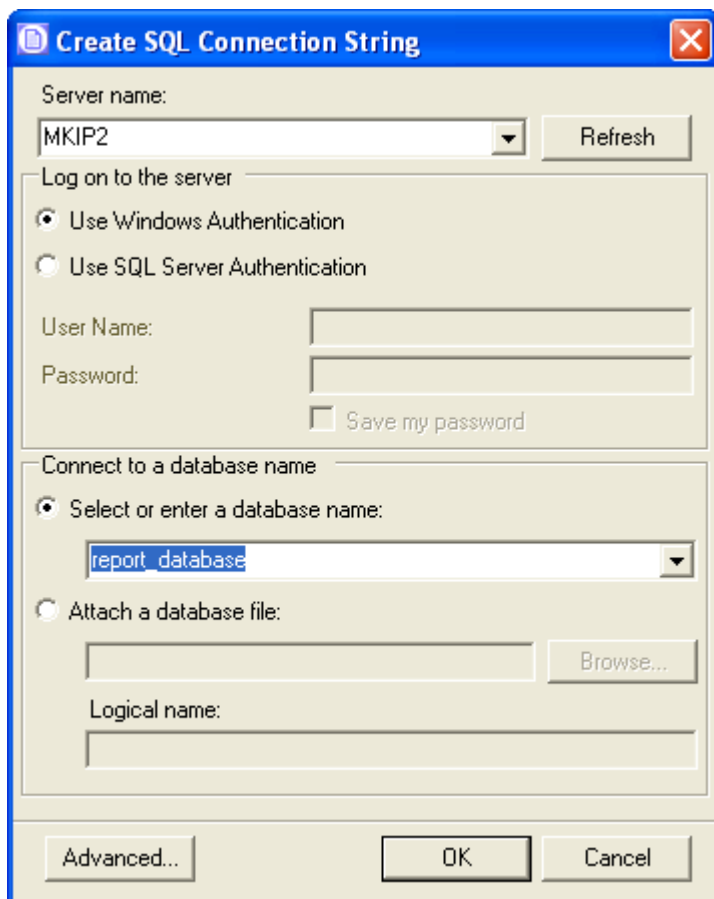 Create SQL Connection String
Server name:
MKIP2
Refresh
Log on to the server
Use Windows Authentication
Use SQL Server Authentication
User Name:
Password:
Save my password
Connect to a database name
Select or enter a database name:
report_database
Attach a database file:
Browse...
Logical name:
Advanced...
OK
Cancel